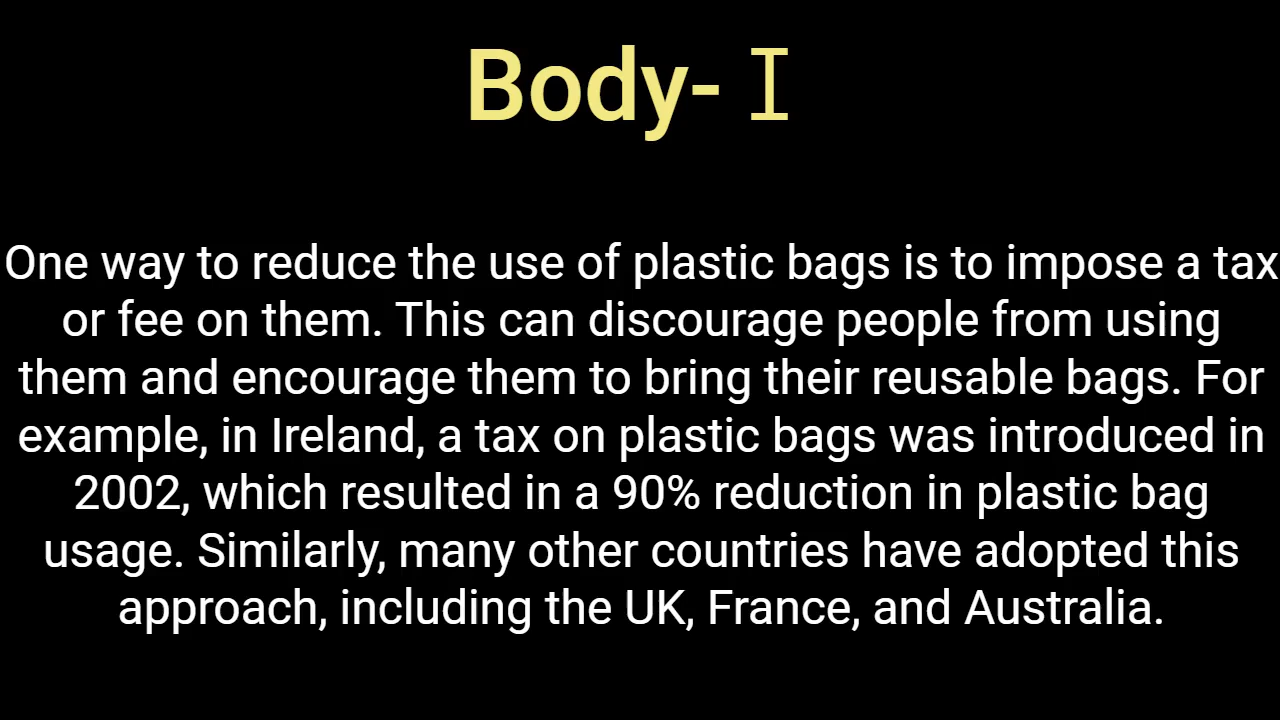 Body- I
One way to reduce the use of plastic bags is to impose a tax
or fee on them. This can discourage people from using
them and encourage them to bring their reusable bags. For
example, in Ireland, a tax on plastic bags was introduced in
2002, which resulted in a 90% reduction in plastic bag
usage. Similarly, many other countries have adopted this
approach, including the UK, France, and Australia.